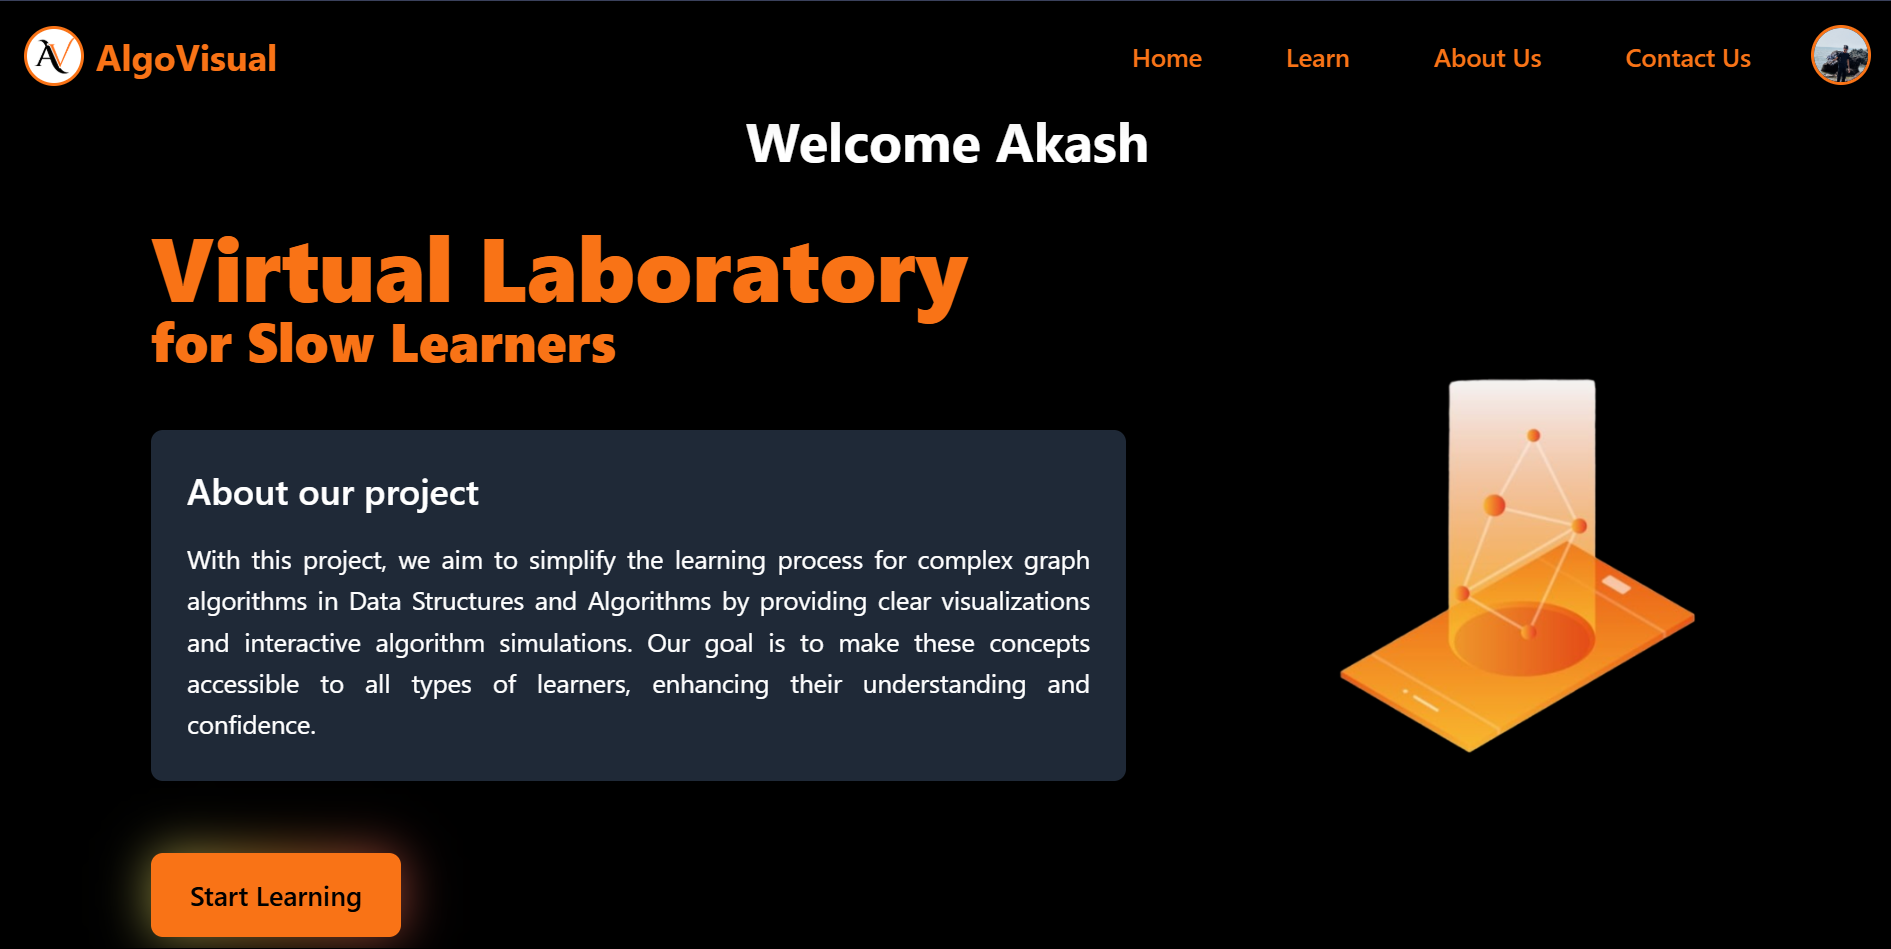 AV
AlgoVisual
Home
Learn
About Us
Contact Us
Welcome Akash
Virtual Laboratory
for Slow Learners
About our project
With this project, we aim to simplify the learning process for complex graph
algorithms in Data Structures and Algorithms by providing clear visualizations
and interactive algorithm simulations. Our goal is to make these concepts
accessible to all types of learners, enhancing their understanding and
confidence.
Start Learning